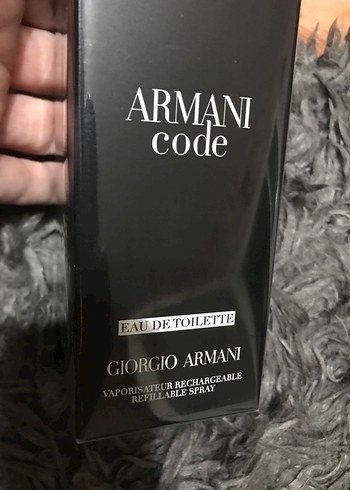 ARMANI
code
EAU DE TOILETTE
GIORGIO ARMANI
VAPORISATEUR RECHARGEABLE
REFILLABLE SPRAY